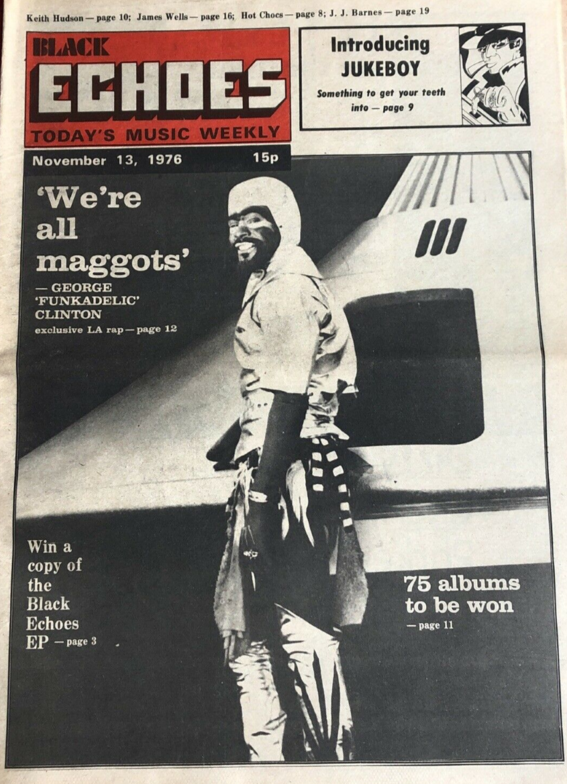 Keith Hudson — page 10; James Wells — page 16; Hot Chocs — page 8; J. J. Barnes — page 19
BLACK
ECHOES
TODAY'S MUSIC WEEKLY
November 13, 1976 15p
Introducing
JUKEBOY
Something to get your teeth
into — page 9
'We're
all
maggots'
— GEORGE
'FUNKADELIC'
CLINTON
exclusive LA rap — page 12
Win a
copy of
the
Black
Echoes
EP — page 3
75 albums
to be won
— page 11